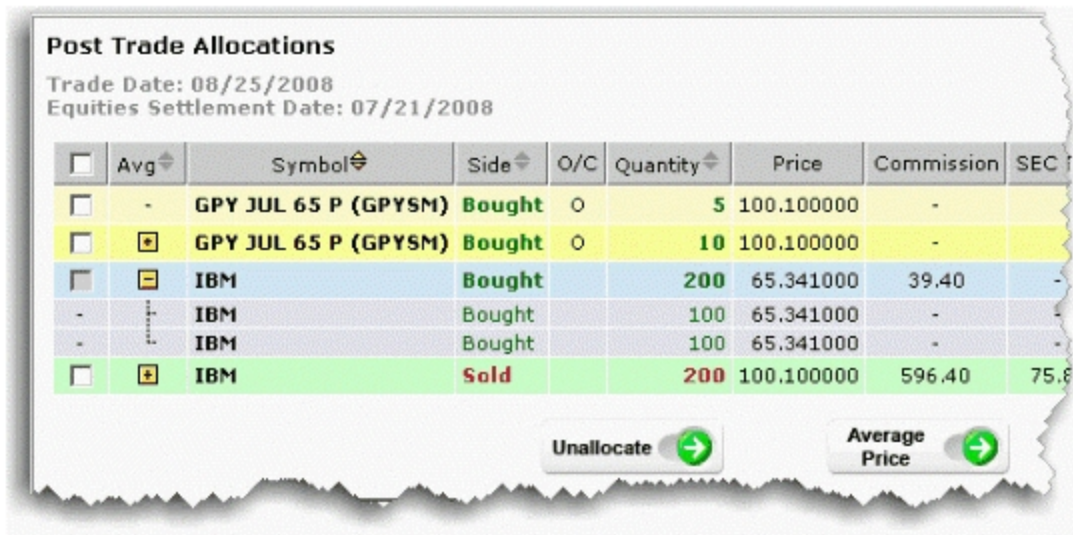 Post Trade Allocations
Trade Date: 08/25/2008
Equities Settlement Date: 07/21/2008
Avg Symbol Side O/C Quantity Price Commission SEC
- GPY JUL 65 P (GPYSM) Bought O 5 100.100000 -
+ GPY JUL 65 P (GPYSM) Bought O 10 100.100000 -
- IBM Bought 200 65.341000 39.40 -
- IBM Bought 100 65.341000 - -
- IBM Bought 100 65.341000 - -
+ IBM Sold 200 100.100000 596.40 75.8
Unallocate
Average Price